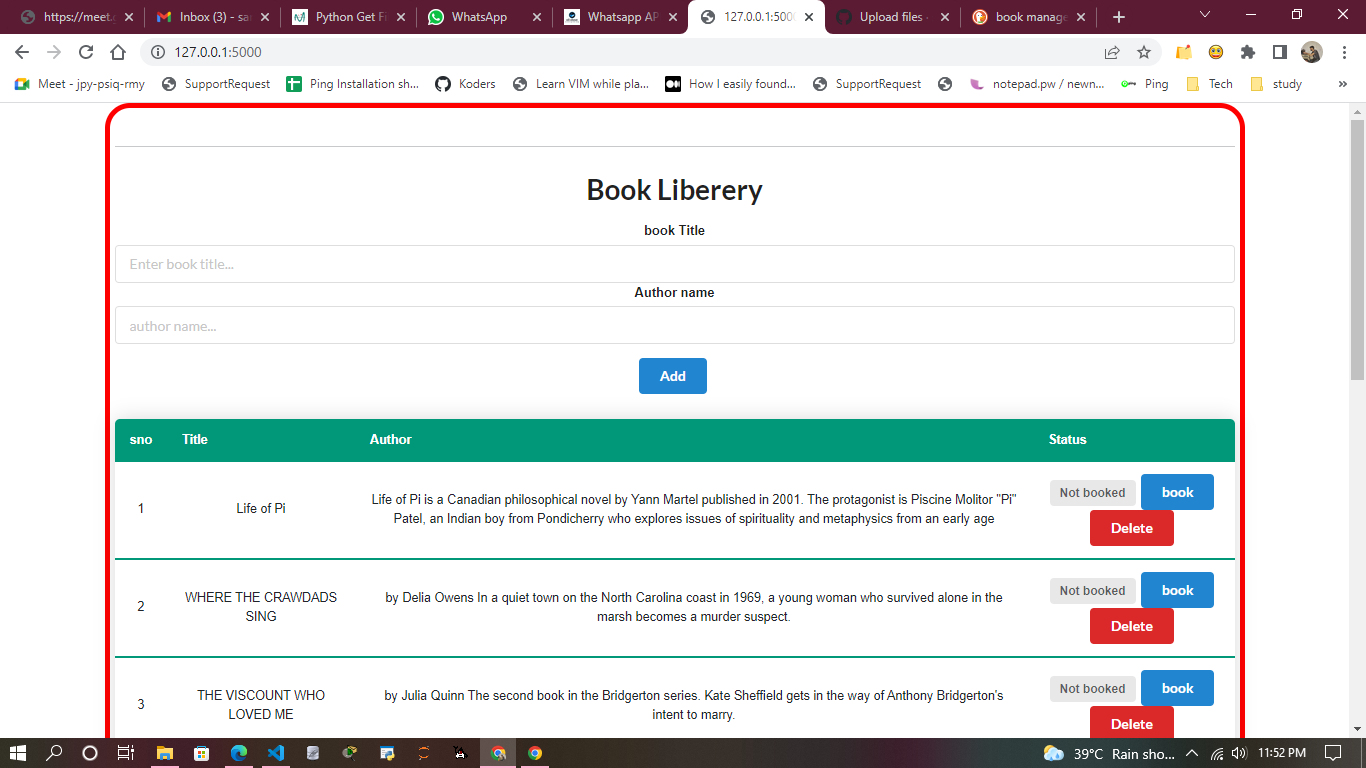 https://meet.g
Inbox (3) - sa
Python Get Fi
WhatsApp
Whatsapp AP
127.0.0.1:5000
Upload files ·
book manage
127.0.0.1:5000
Meet - jpy-psiq-rmy
SupportRequest
Ping Installation sh...
Koders
Learn VIM while pla...
How I easily found...
SupportRequest
notepad.pw / newn...
Ping
Tech
study
»
Book Liberery
book Title
Enter book title...
Author name
author name...
Add
sno Title Author Status
1
Life of Pi
Life of Pi is a Canadian philosophical novel by Yann Martel published in 2001. The protagonist is Piscine Molitor "Pi"
Patel, an Indian boy from Pondicherry who explores issues of spirituality and metaphysics from an early age
Not booked book
Delete
2
WHERE THE CRAWDADS
SING
by Delia Owens In a quiet town on the North Carolina coast in 1969, a young woman who survived alone in the
marsh becomes a murder suspect.
Not booked book
Delete
3
THE VISCOUNT WHO
LOVED ME
by Julia Quinn The second book in the Bridgerton series. Kate Sheffield gets in the way of Anthony Bridgerton's
intent to marry.
Not booked book
Delete
39°C Rain sho...
11:52 PM